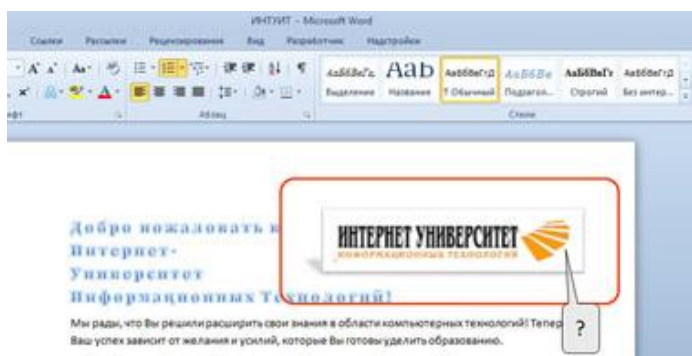 ИНТУИТ - Microsoft Word
Ссылки Рассылки Рецензирование Вид Разработчик Надстройки
АаБбВеГг, АаБ АаБбВвГгД АаБбВв АаБбВвГг АаБбВвГгД
Выделение Название ¶ Обычный Подзагол... Строгий Без интер...
Абзац Стили
Добро пожаловать в
Интернет-
Университет
Информационных Технологий!
ИНТЕРНЕТ УНИВЕРСИТЕТ
ИНФОРМАЦИОННЫХ ТЕХНОЛОГИЙ
?
Мы рады, что Вы решили расширить свои знания в области компьютерных технологий! Тепер
Ваш успех зависит от желания и усилий, которые Вы готовы уделить образованию.